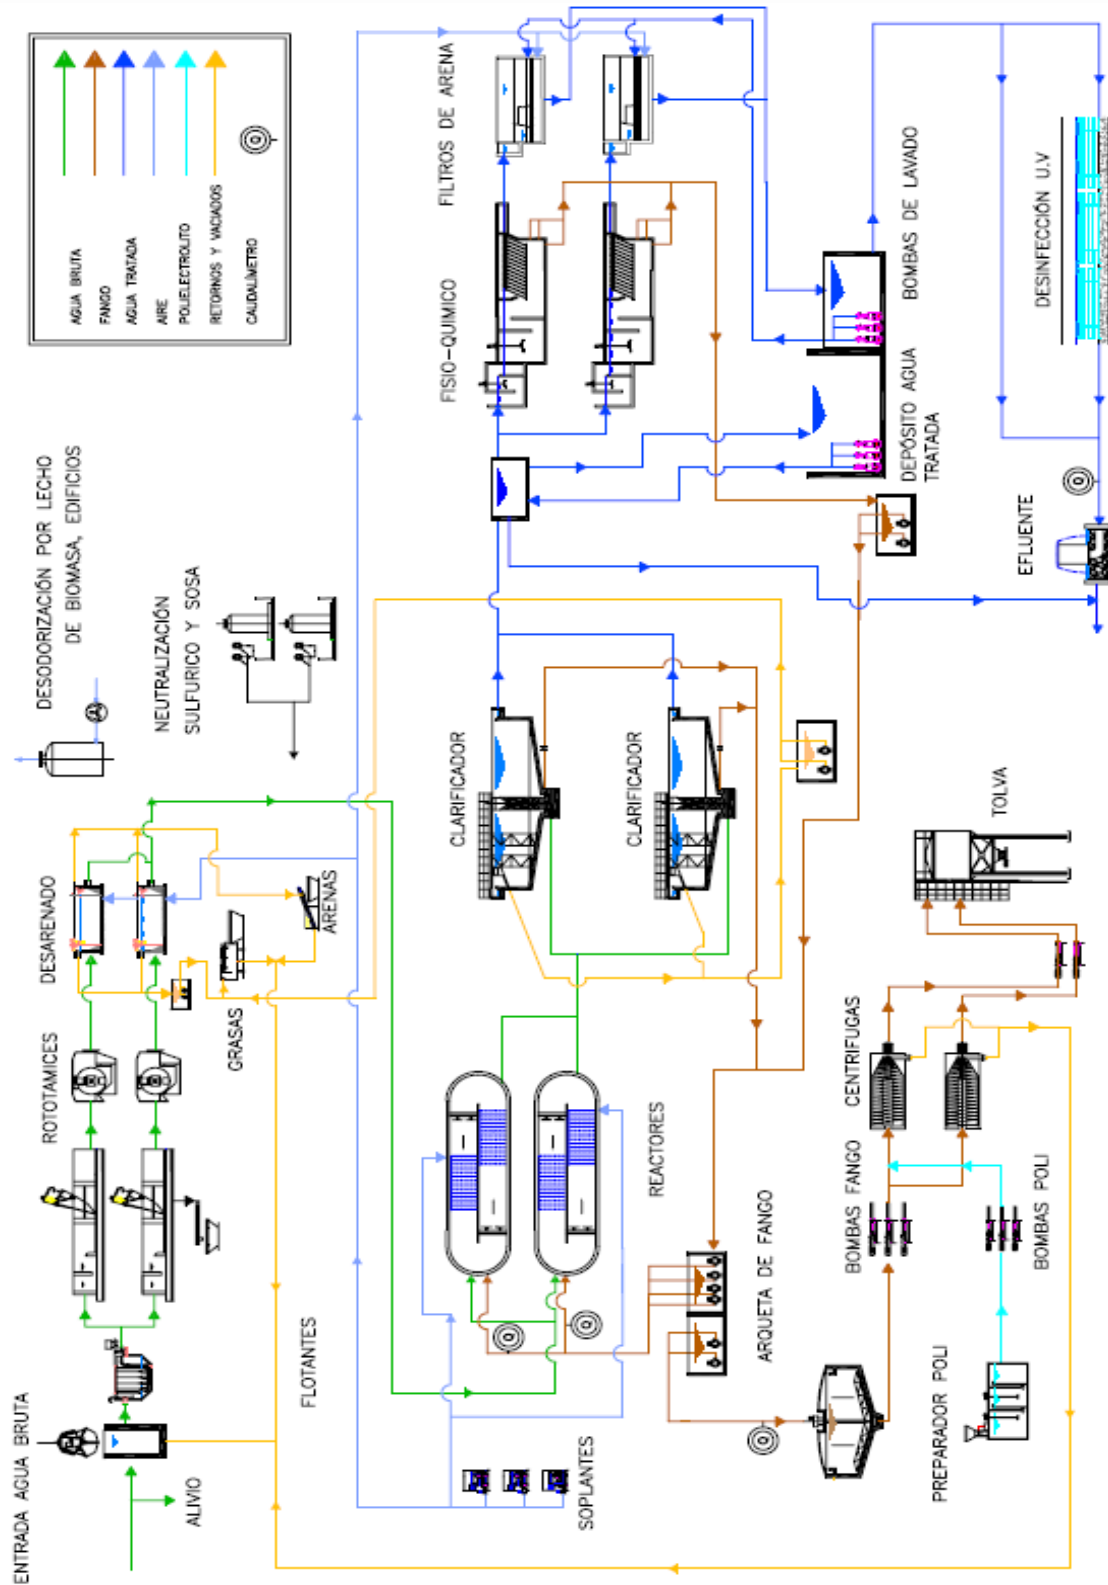 AGUA BRUTA
FANGO
AGUA TRATADA
AIRE
POLIELECTROLITO
RETORNOS Y VACIADOS
CAUDALÍMETRO
ENTRADA AGUA BRUTA
ALIVIO
FLOTANTES
ROTOTAMICES
DESARENADO
GRASAS
ARENAS
DESODORIZACIÓN POR LECHO
DE BIOMASA, EDIFICIOS
NEUTRALIZACIÓN
SULFURICO Y SOSA
SOPLANTES
REACTORES
CLARIFICADOR
CLARIFICADOR
FISIO-QUIMICO
FILTROS DE ARENA
ARQUETA DE FANGO
PREPARADOR POLI
BOMBAS FANGO
BOMBAS POLI
CENTRIFUGAS
TOLVA
DEPÓSITO AGUA
TRATADA
BOMBAS DE LAVADO
EFLUENTE
DESINFECCIÓN U.V